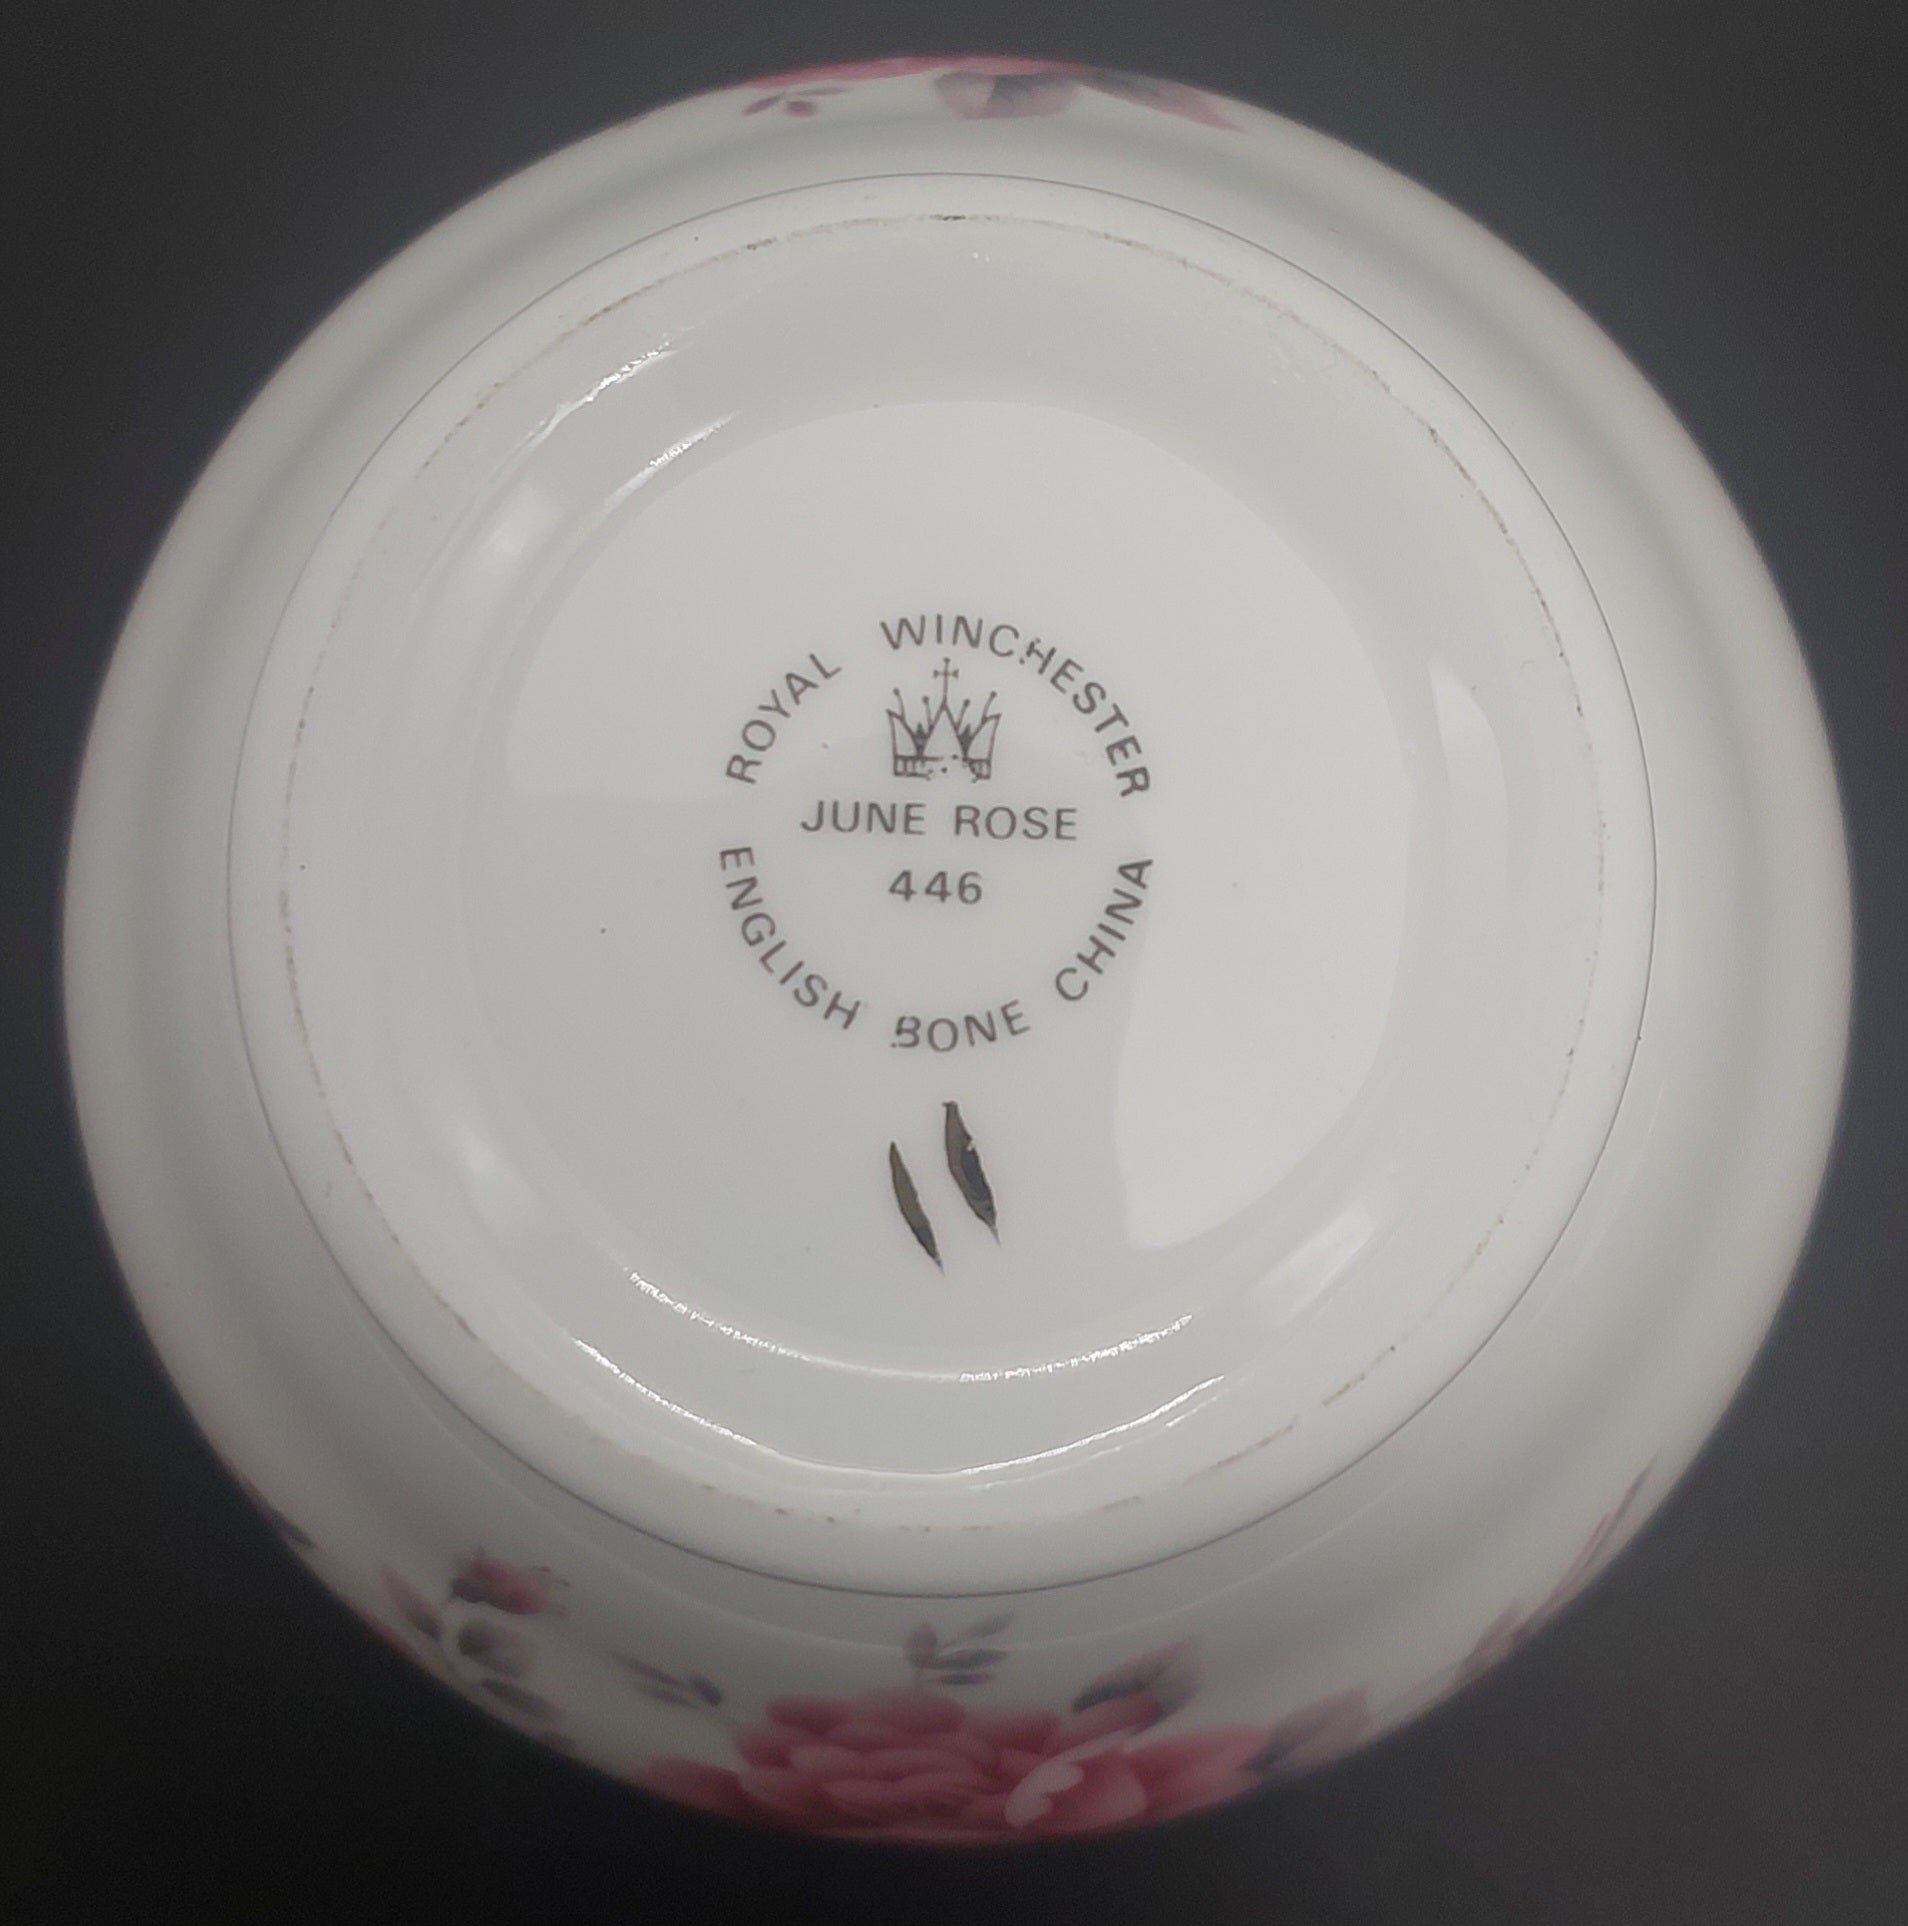 ROYAL WINCHESTER
JUNE ROSE
446
ENGLISH BONE CHINA